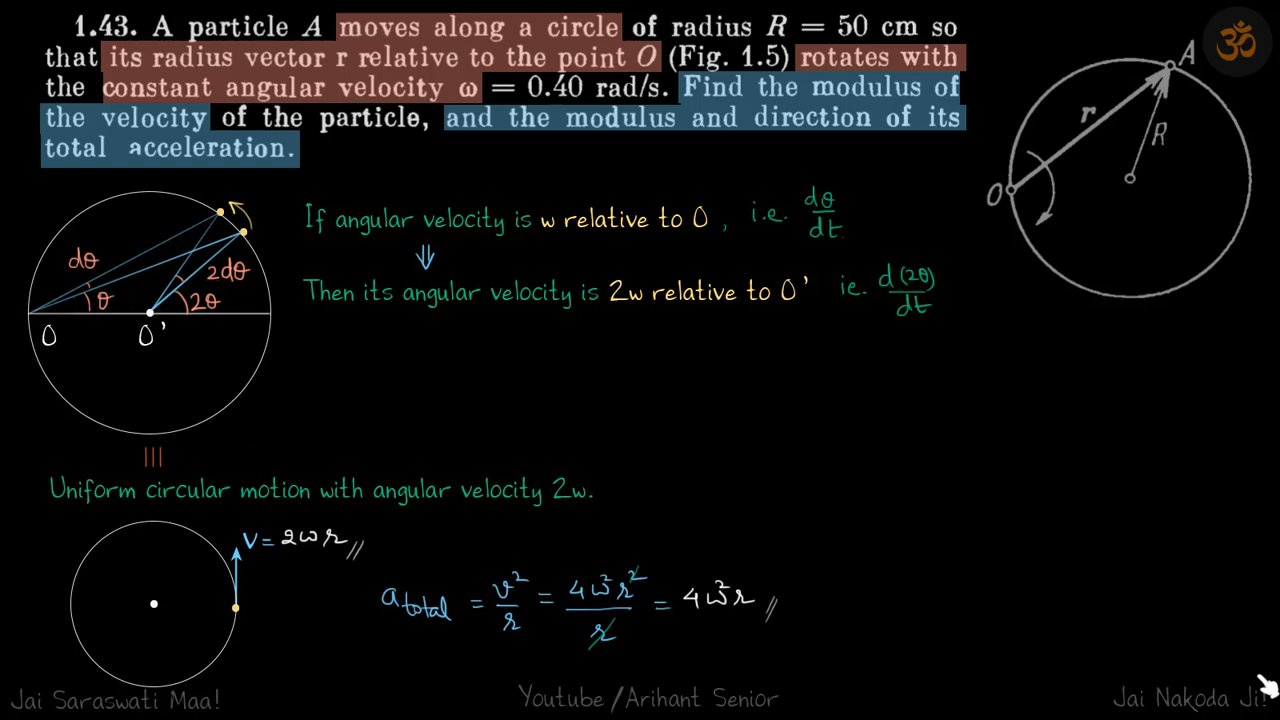 1.43. A particle A moves along a circle of radius R = 50 cm so
that its radius vector r relative to the point O (Fig. 1.5) rotates with
the constant angular velocity ω = 0.40 rad/s. Find the modulus of
the velocity of the particle, and the modulus and direction of its
total acceleration.
ॐ
A
r
R
O
dθ
θ
2dθ
2θ
O
O'
If angular velocity is w relative to O, i.e. dθ/dt
⇓
Then its angular velocity is 2w relative to O' ie. d(2θ)/dt
|||
Uniform circular motion with angular velocity 2w.
V = 2ωr //
a total = v²/r = 4ω²r²/r = 4ω²r //
Jai Saraswati Maa!
Youtube /Arihant Senior
Jai Nakoda Ji!